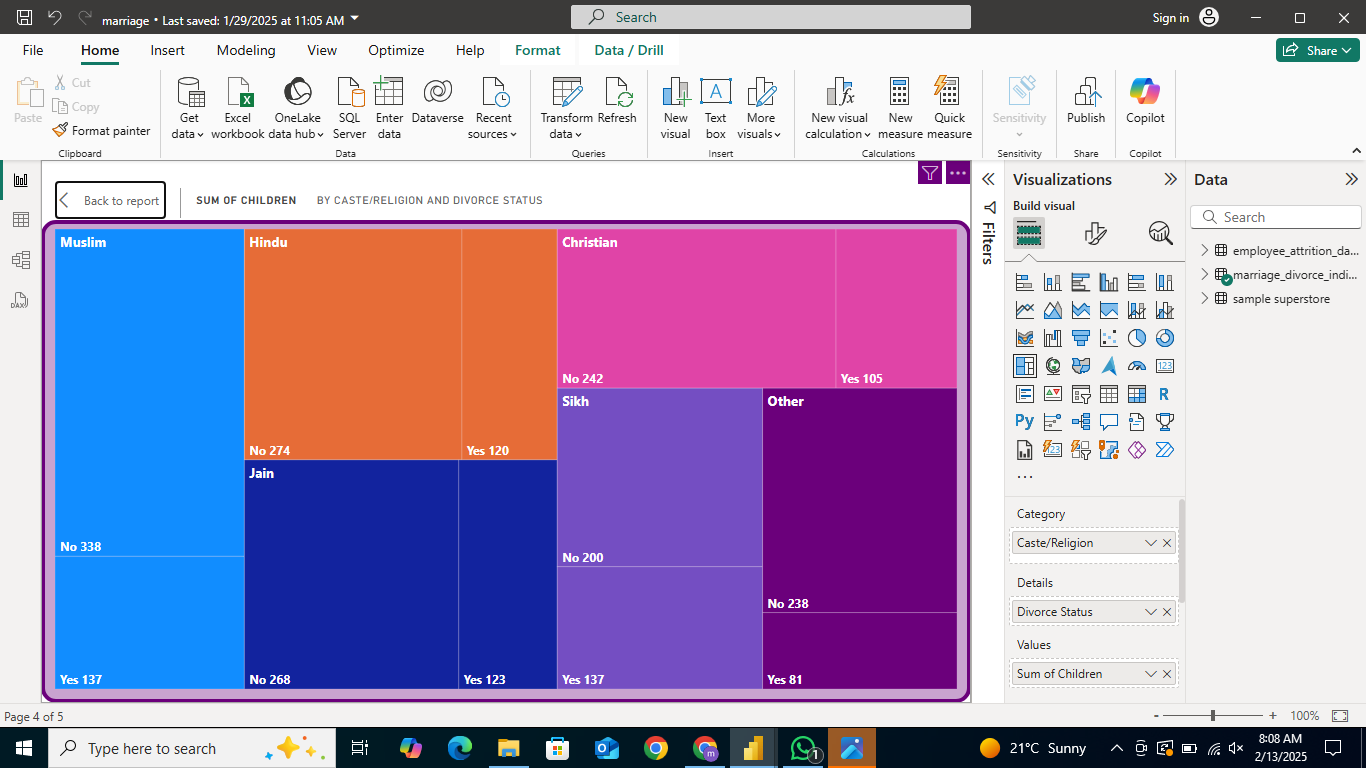 marriage • Last saved: 1/29/2025 at 11:05 AM
Search
Sign in
File
Home
Insert
Modeling
View
Optimize
Help
Format
Data / Drill
Share
Paste
Cut
Copy
Format painter
Clipboard
Get data
Excel workbook
OneLake data hub
SQL Server
Enter data
Dataverse
Recent sources
Data
Transform data
Refresh
Queries
New visual
Text box
More visuals
Insert
New visual calculation
New measure
Quick measure
Calculations
Sensitivity
Sensitivity
Publish
Share
Copilot
Copilot
Back to report
SUM OF CHILDREN
BY CASTE/RELIGION AND DIVORCE STATUS
Muslim
No 338
Yes 137
Hindu
No 274
Yes 120
Jain
No 268
Yes 123
Christian
No 242
Yes 105
Sikh
No 200
Yes 137
Other
No 238
Yes 81
Filters
Visualizations
Build visual
123
R
Py
123
...
Category
Caste/Religion
Details
Divorce Status
Values
Sum of Children
Data
Search
employee_attrition_da...
marriage_divorce_indi...
sample superstore
DAX
Page 4 of 5
- + 100%
Type here to search
m
1
21°C Sunny
8:08 AM
2/13/2025